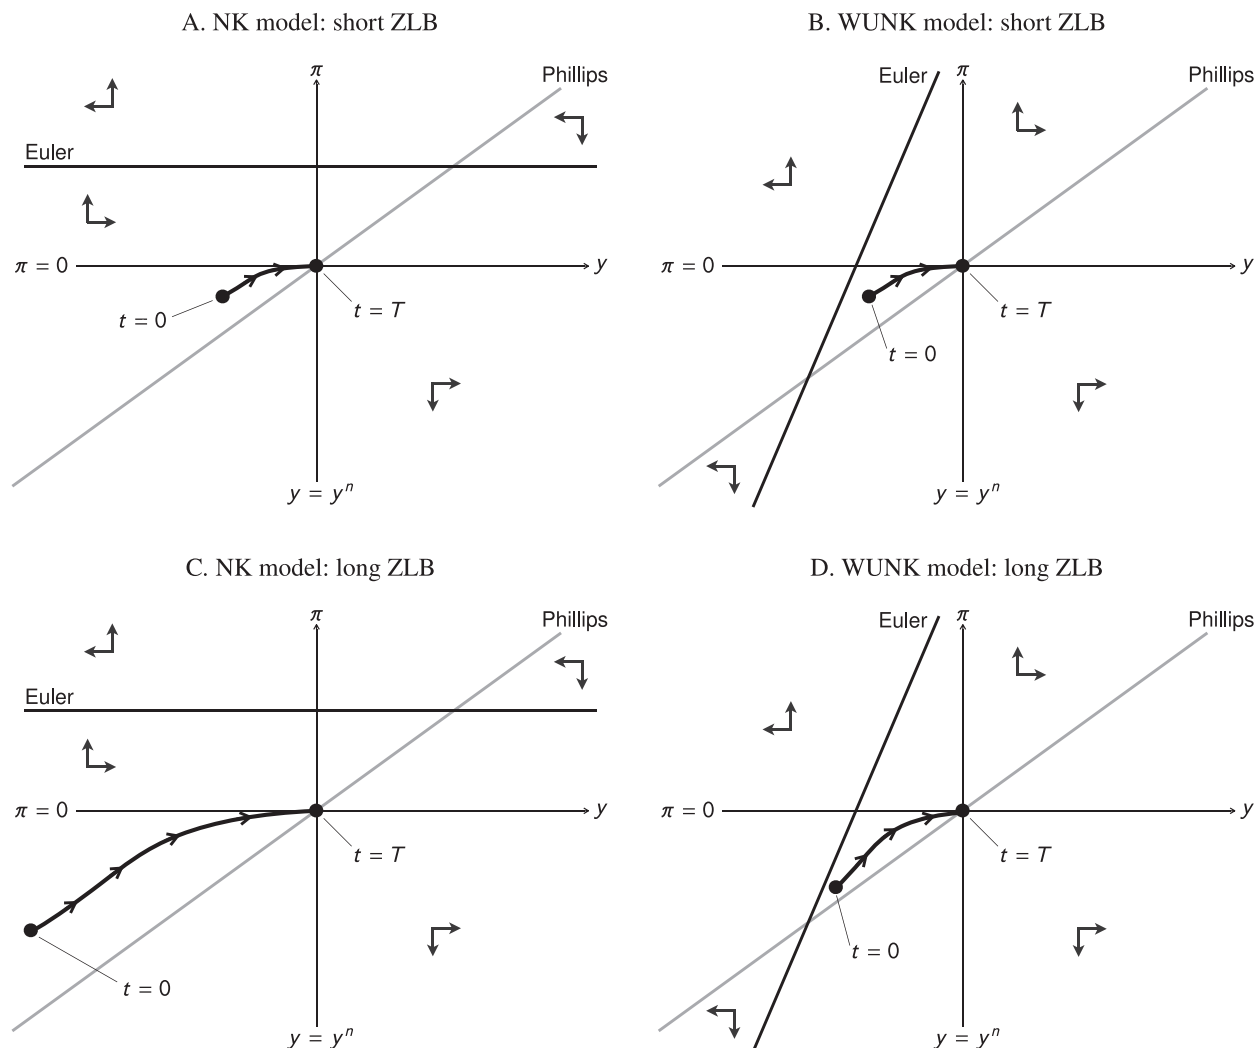 A. NK model: short ZLB
π
Phillips
Euler
π = 0
y
t = 0
t = T
y = yⁿ
B. WUNK model: short ZLB
Euler
π
Phillips
π = 0
y
t = T
t = 0
y = yⁿ
C. NK model: long ZLB
π
Phillips
Euler
π = 0
y
t = T
t = 0
y = yⁿ
D. WUNK model: long ZLB
Euler
π
Phillips
π = 0
y
t = T
t = 0
y = yⁿ